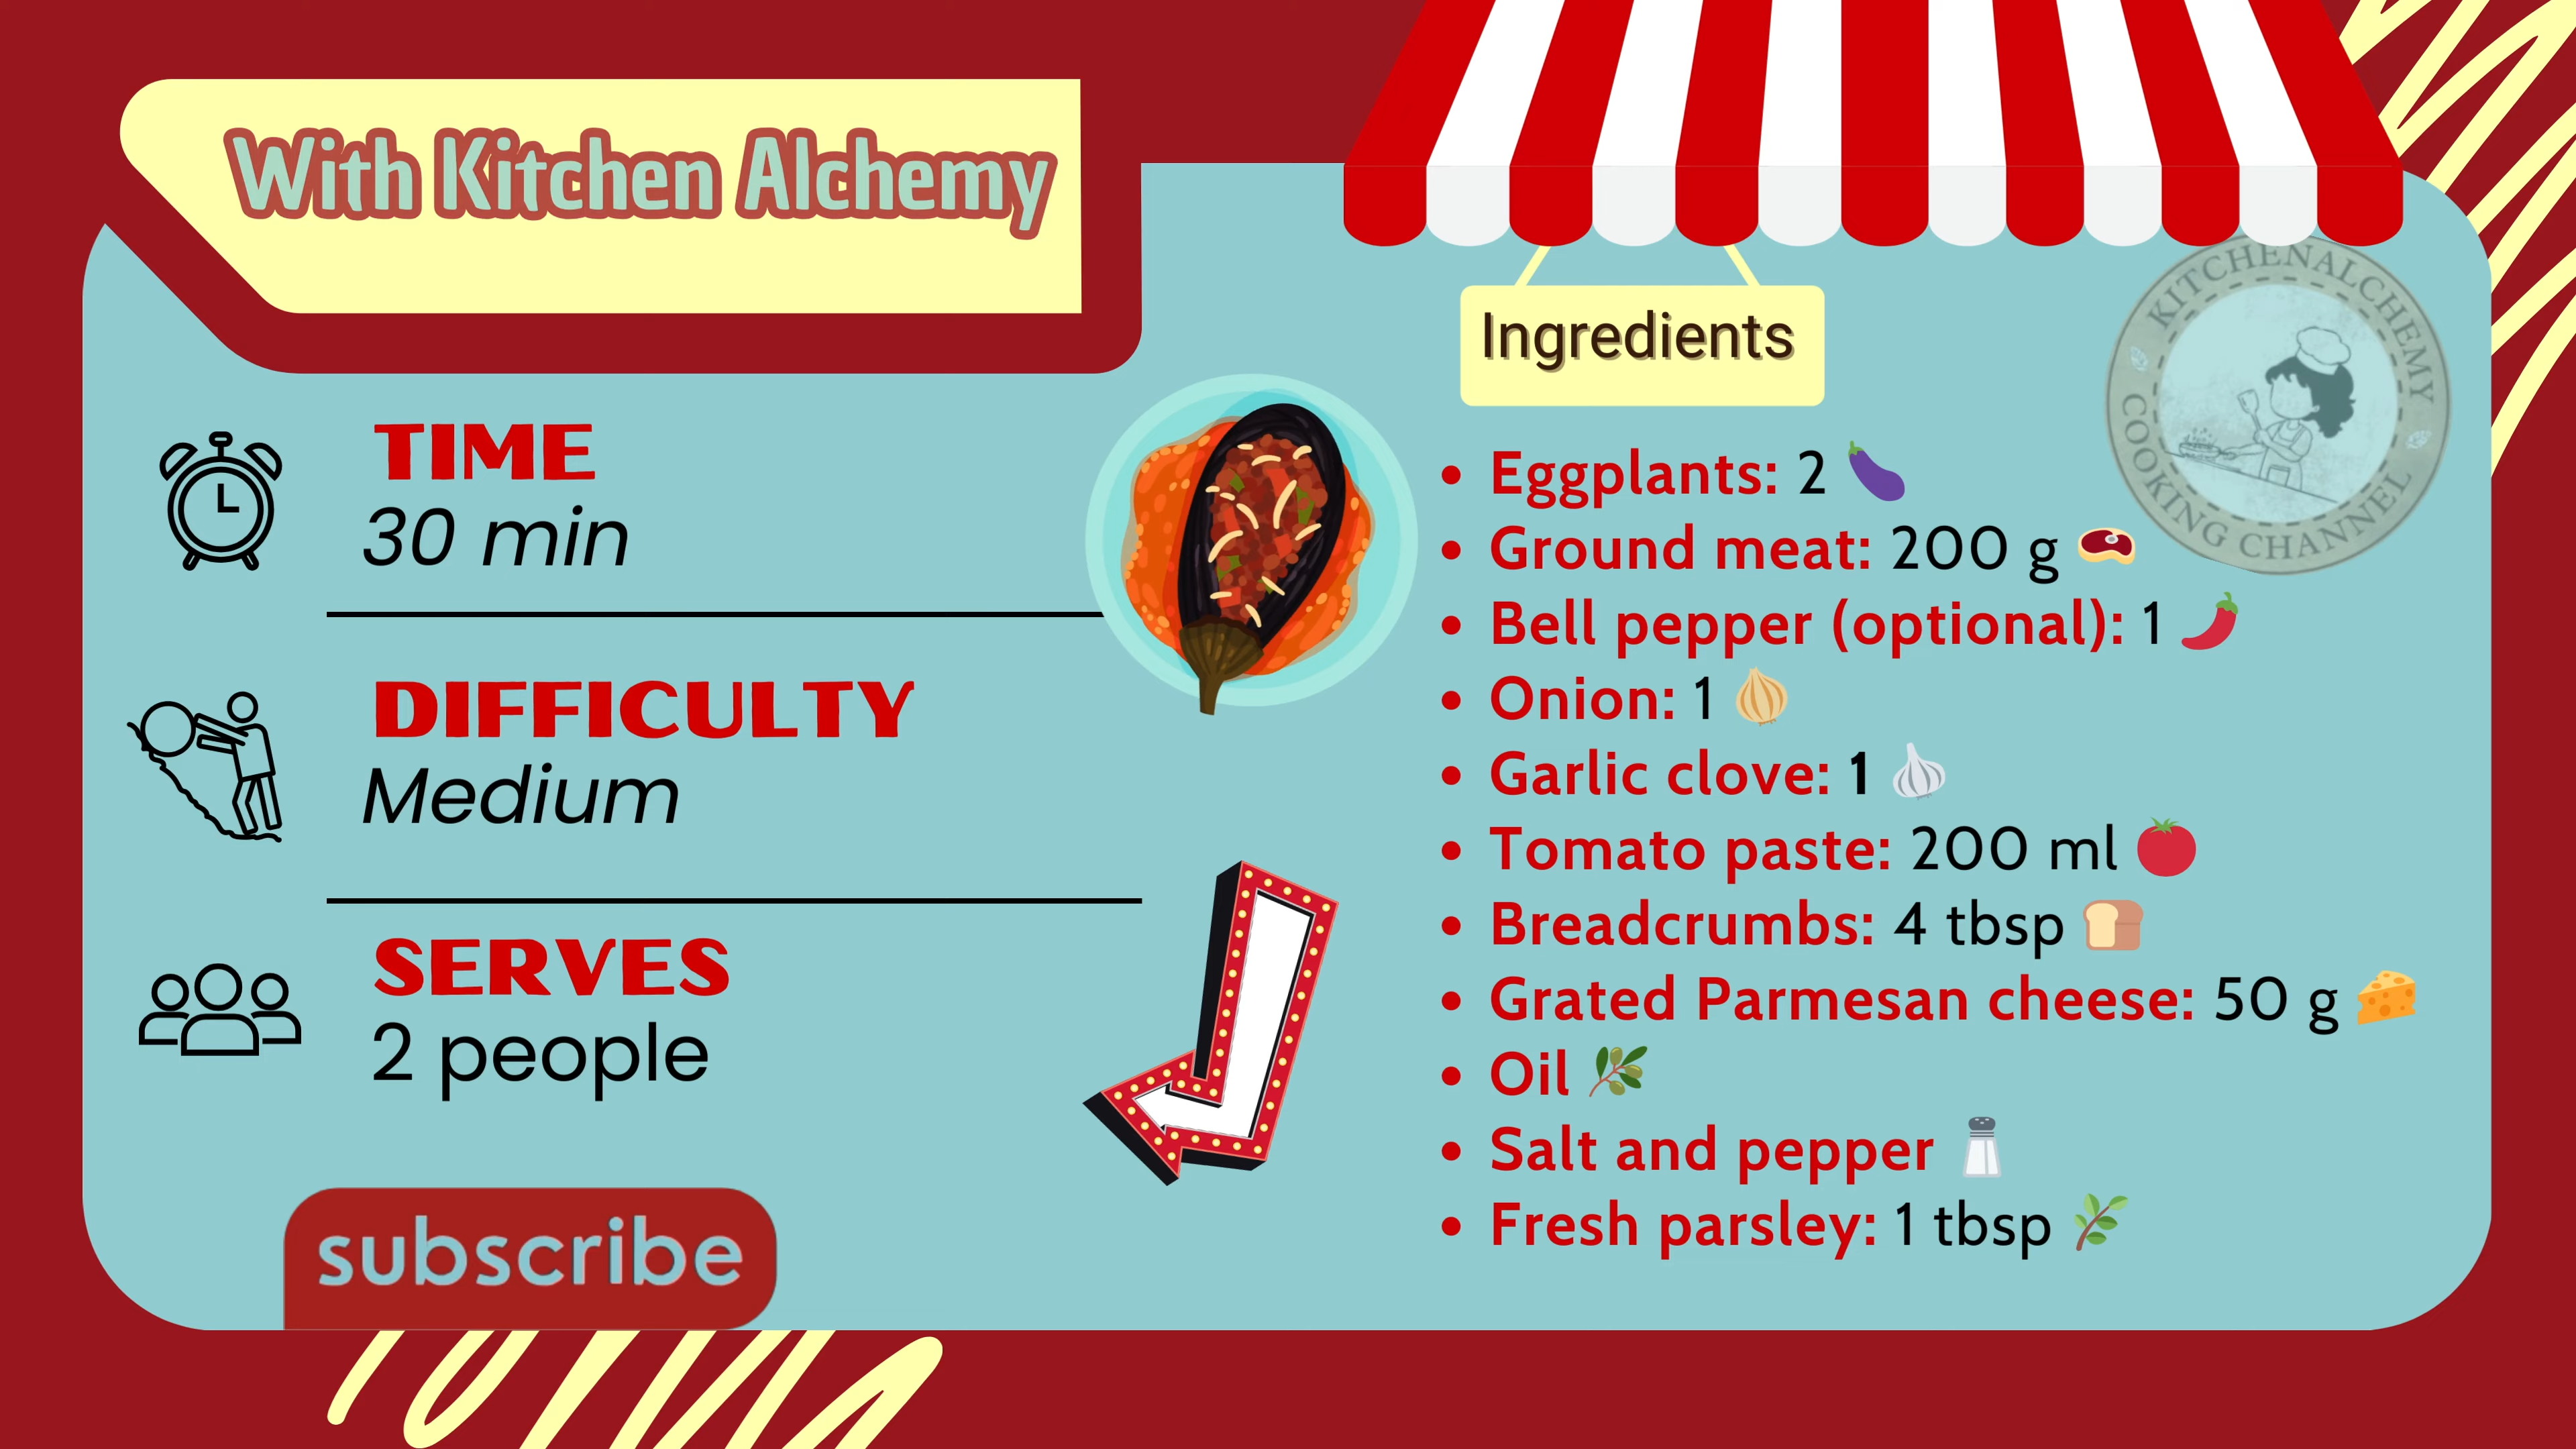 With Kitchen Alchemy
TIME
30 min
DIFFICULTY
Medium
SERVES
2 people
subscribe
Ingredients
• Eggplants: 2 🍆
• Ground meat: 200 g 🥩
• Bell pepper (optional): 1 🌶️
• Onion: 1 🧅
• Garlic clove: 1 🧄
• Tomato paste: 200 ml 🍅
• Breadcrumbs: 4 tbsp 🍞
• Grated Parmesan cheese: 50 g 🧀
• Oil 🫒
• Salt and pepper 🧂
• Fresh parsley: 1 tbsp 🌿
KITCHENALCHEMY
COOKING CHANNEL